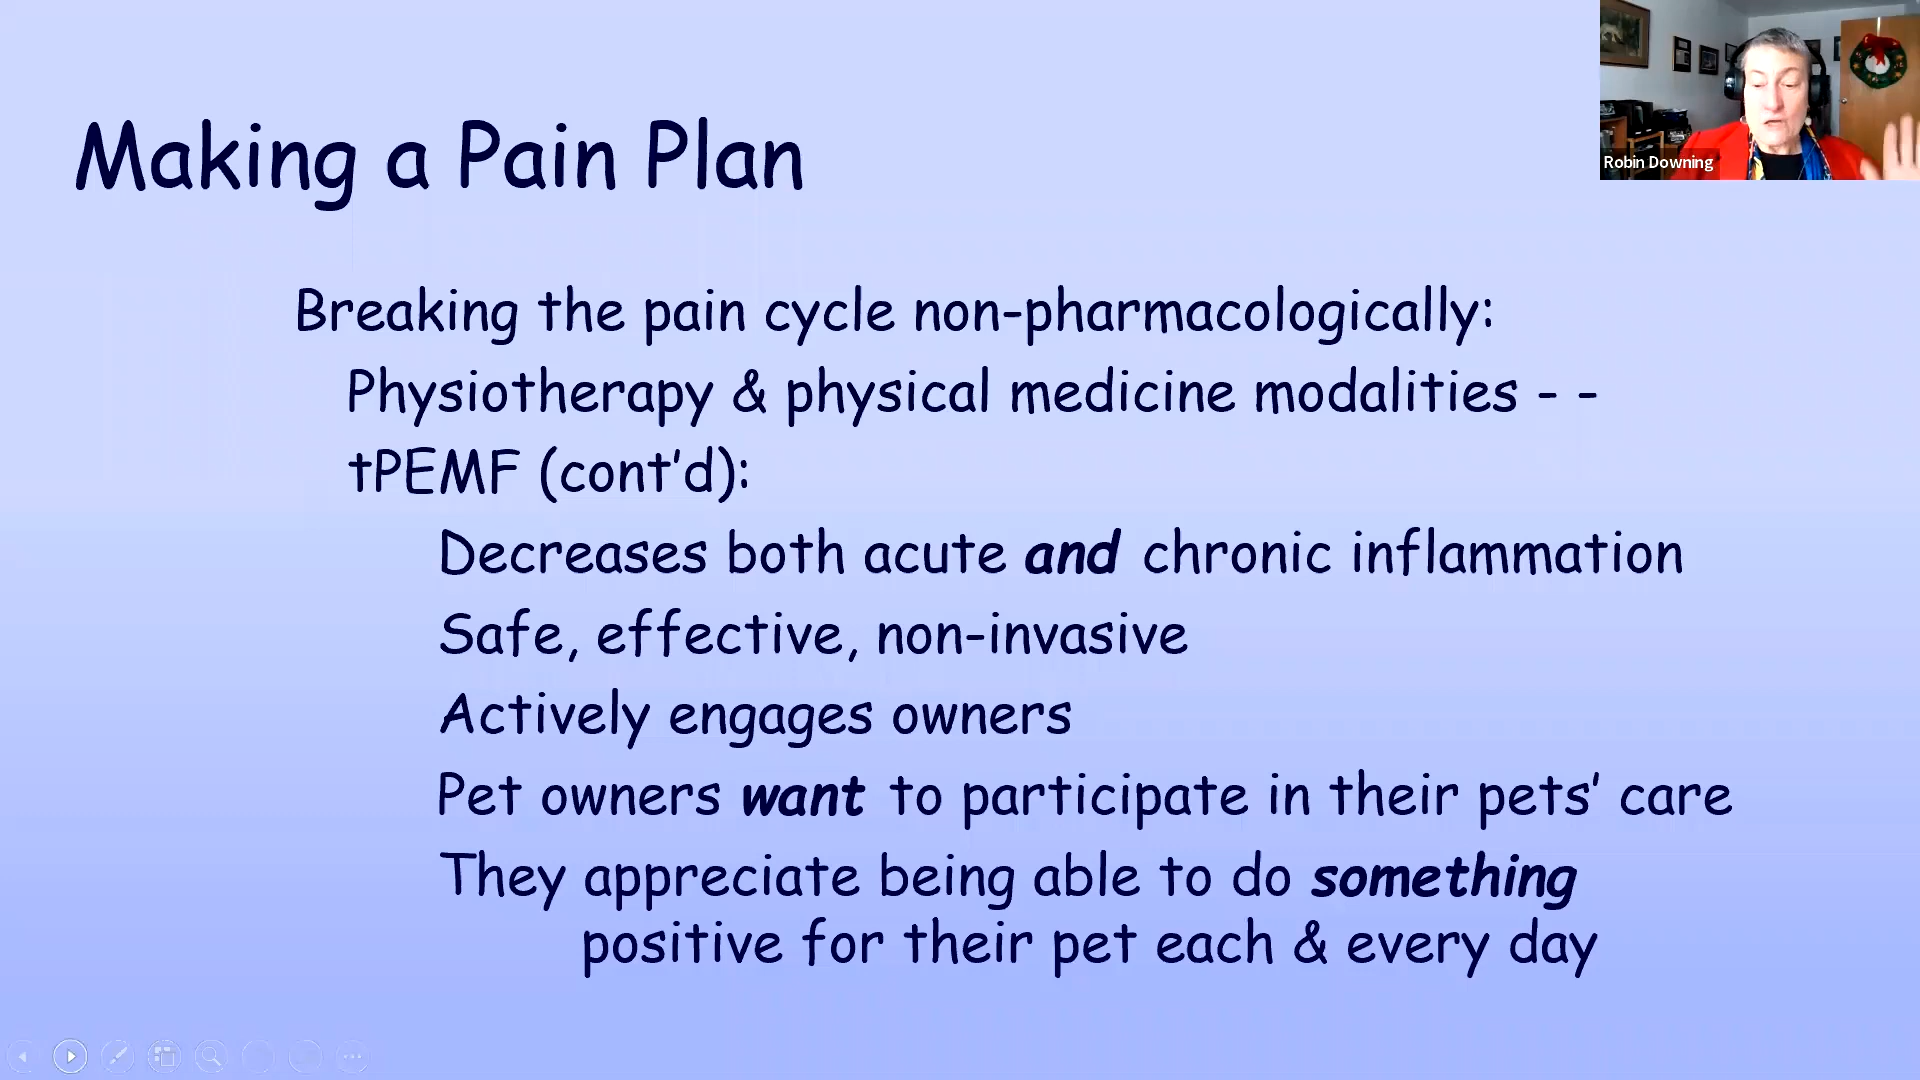 Making a Pain Plan
Robin Downing
Breaking the pain cycle non-pharmacologically:
Physiotherapy & physical medicine modalities - -
tPEMF (cont’d):
Decreases both acute and chronic inflammation
Safe, effective, non-invasive
Actively engages owners
Pet owners want to participate in their pets’ care
They appreciate being able to do something
positive for their pet each & every day